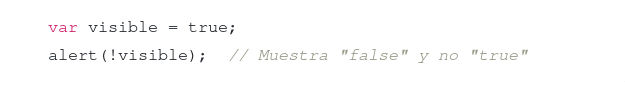 var visible = true;
alert(!visible);  // Muestra "false" y no "true"